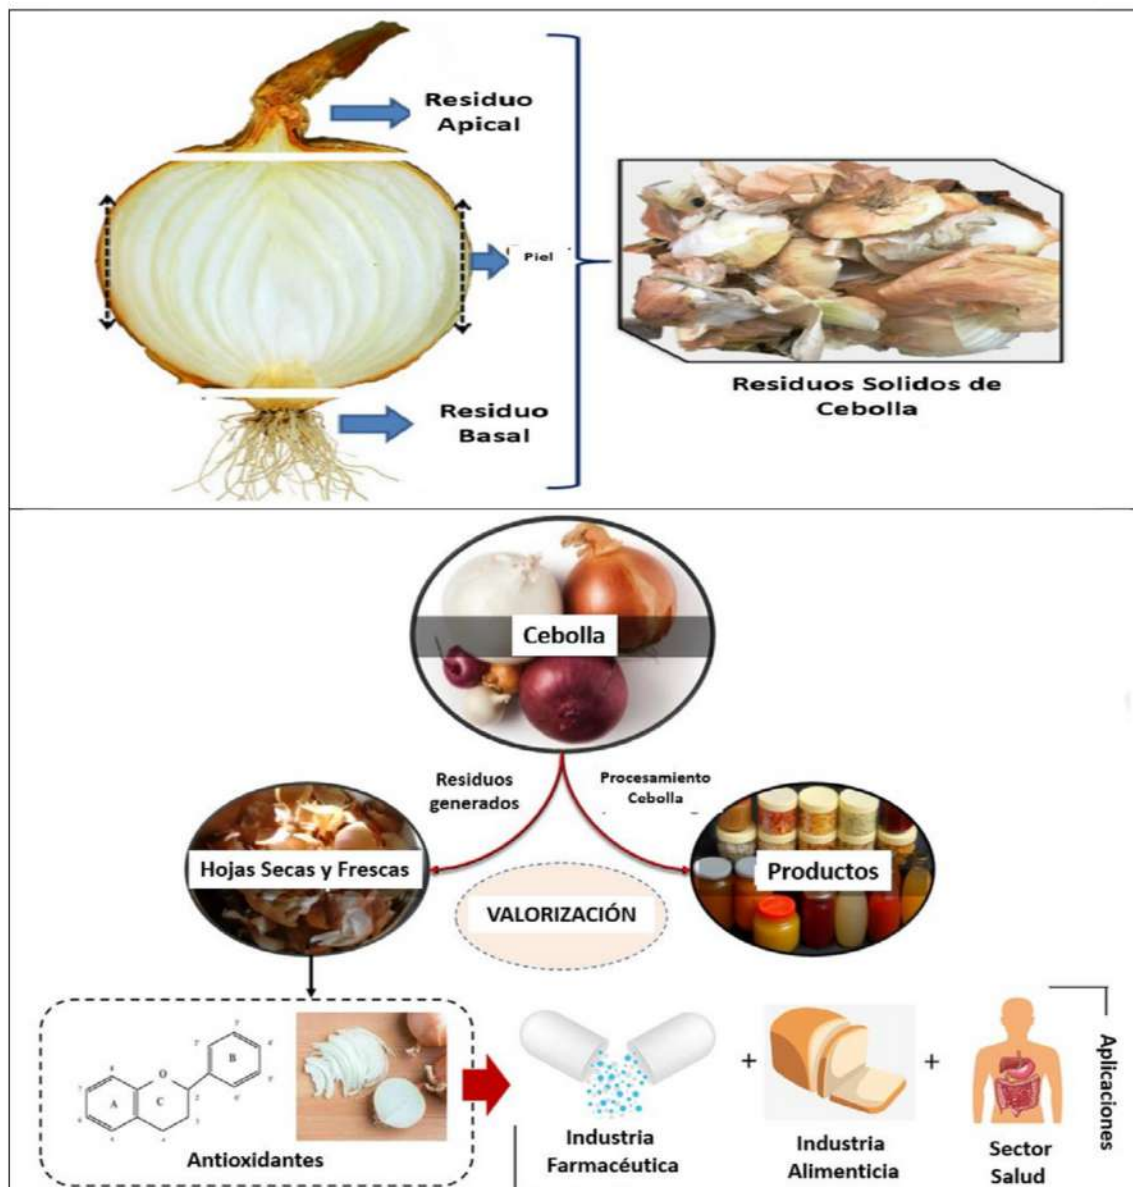 Residuo
Apical
Piel
Residuo
Basal
Residuos Solidos de
Cebolla
Cebolla
Residuos
generados
Procesamiento
Cebolla
Hojas Secas y Frescas
VALORIZACIÓN
Productos
O
A
C
B
Antioxidantes
Industria
Farmacéutica
+
Industria
Alimenticia
+
Sector
Salud
Aplicaciones